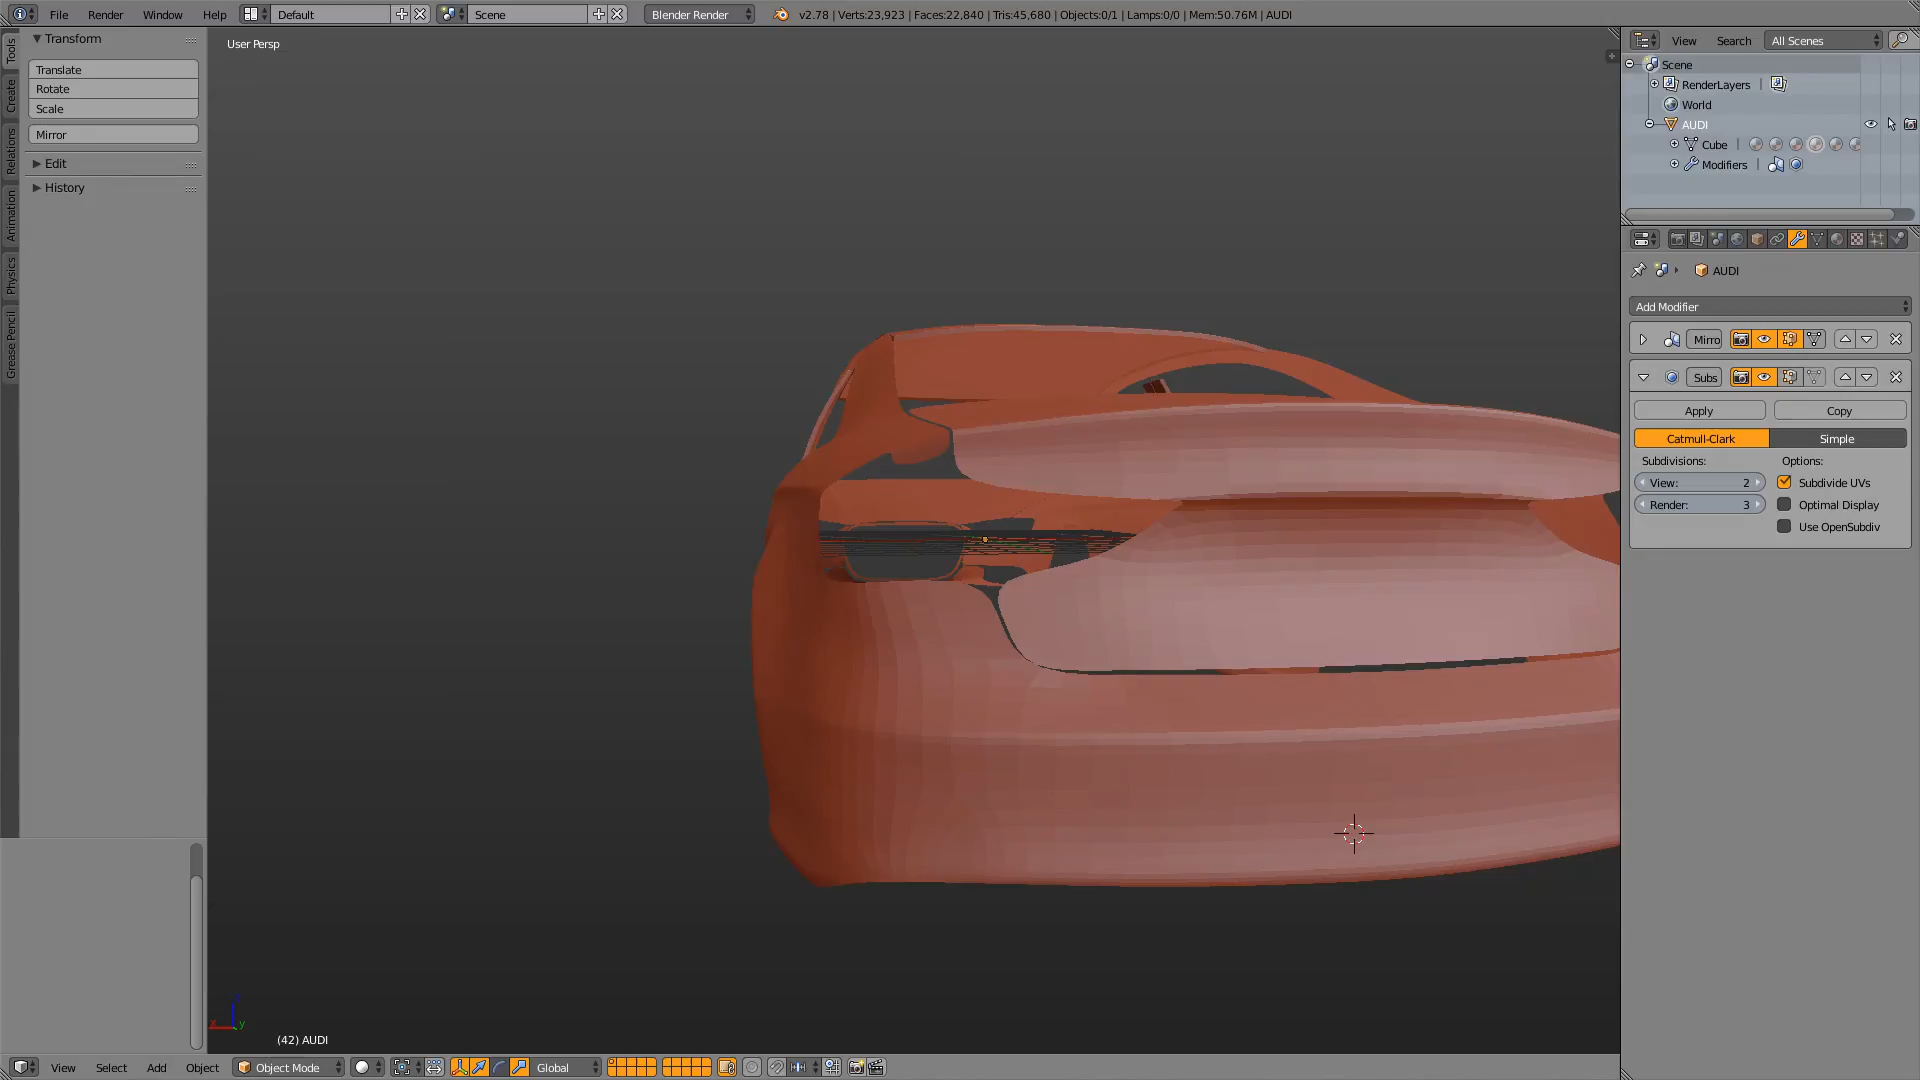 File Render Window Help Default Scene Blender Render v2.78 | Verts:23,923 | Faces:22,840 | Tris:45,680 | Objects:0/1 | Lamps:0/0 | Mem:50.76M | AUDI
Tools
Create
Relations
Animation
Physics
Grease Pencil
Transform
Translate
Rotate
Scale
Mirror
Edit
History
User Persp
(42) AUDI
x
y
View Select Add Object Object Mode Global
View Search All Scenes
Scene
RenderLayers |
World
AUDI
Cube |
Modifiers |
AUDI
Add Modifier
Mirro
Subs
Apply Copy
Catmull-Clark Simple
Subdivisions: Options:
View: 2 Subdivide UVs
Render: 3 Optimal Display
Use OpenSubdiv